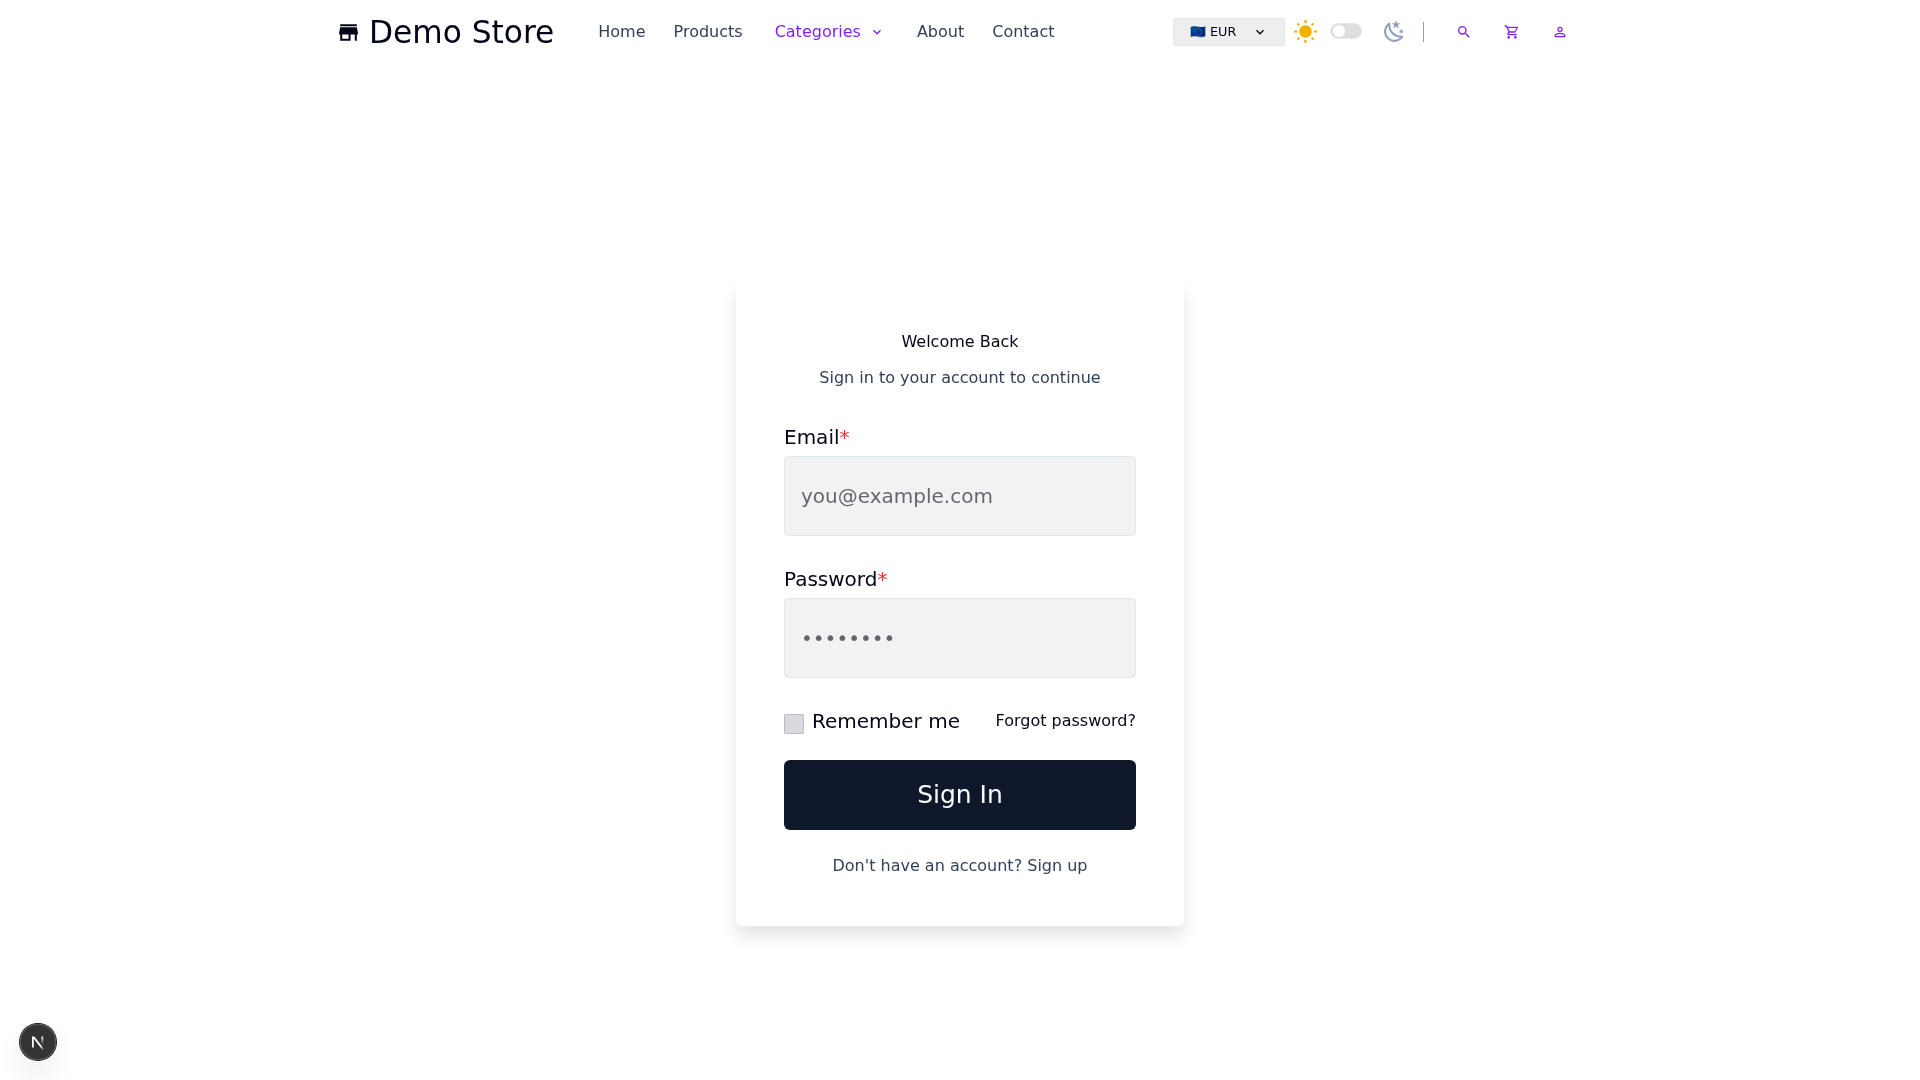 Demo Store
Home
Products
Categories
About
Contact
🇪🇺 EUR
Welcome Back
Sign in to your account to continue
Email*
you@example.com
Password*
••••••••
Remember me
Forgot password?
Sign In
Don't have an account? Sign up
N